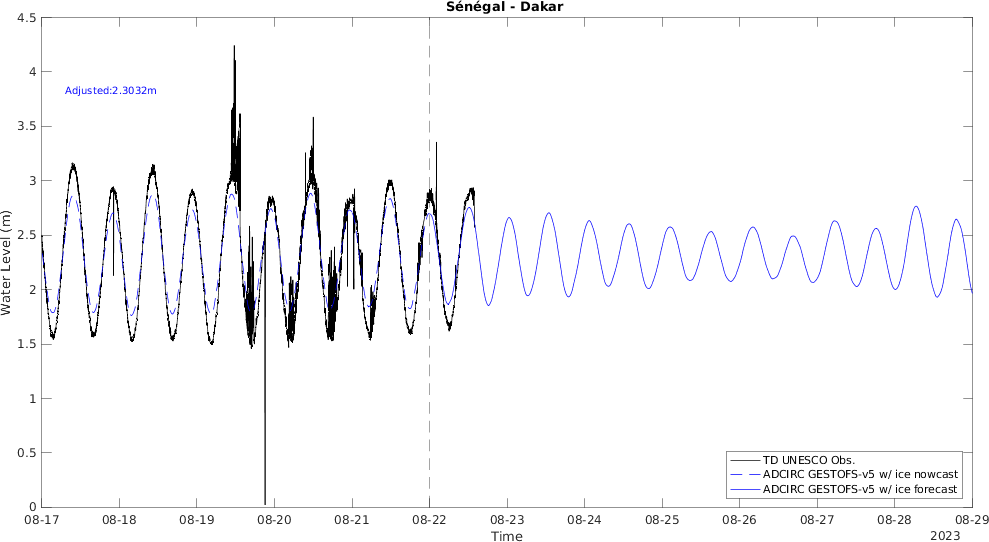 Sénégal - Dakar
4.5
4
3.5
3
2.5
2
1.5
1
0.5
0
Water Level (m)
Adjusted:2.3032m
TD UNESCO Obs.
ADCIRC GESTOFS-v5 w/ ice nowcast
ADCIRC GESTOFS-v5 w/ ice forecast
08-17 08-18 08-19 08-20 08-21 08-22 08-23 08-24 08-25 08-26 08-27 08-28 08-29
Time
2023